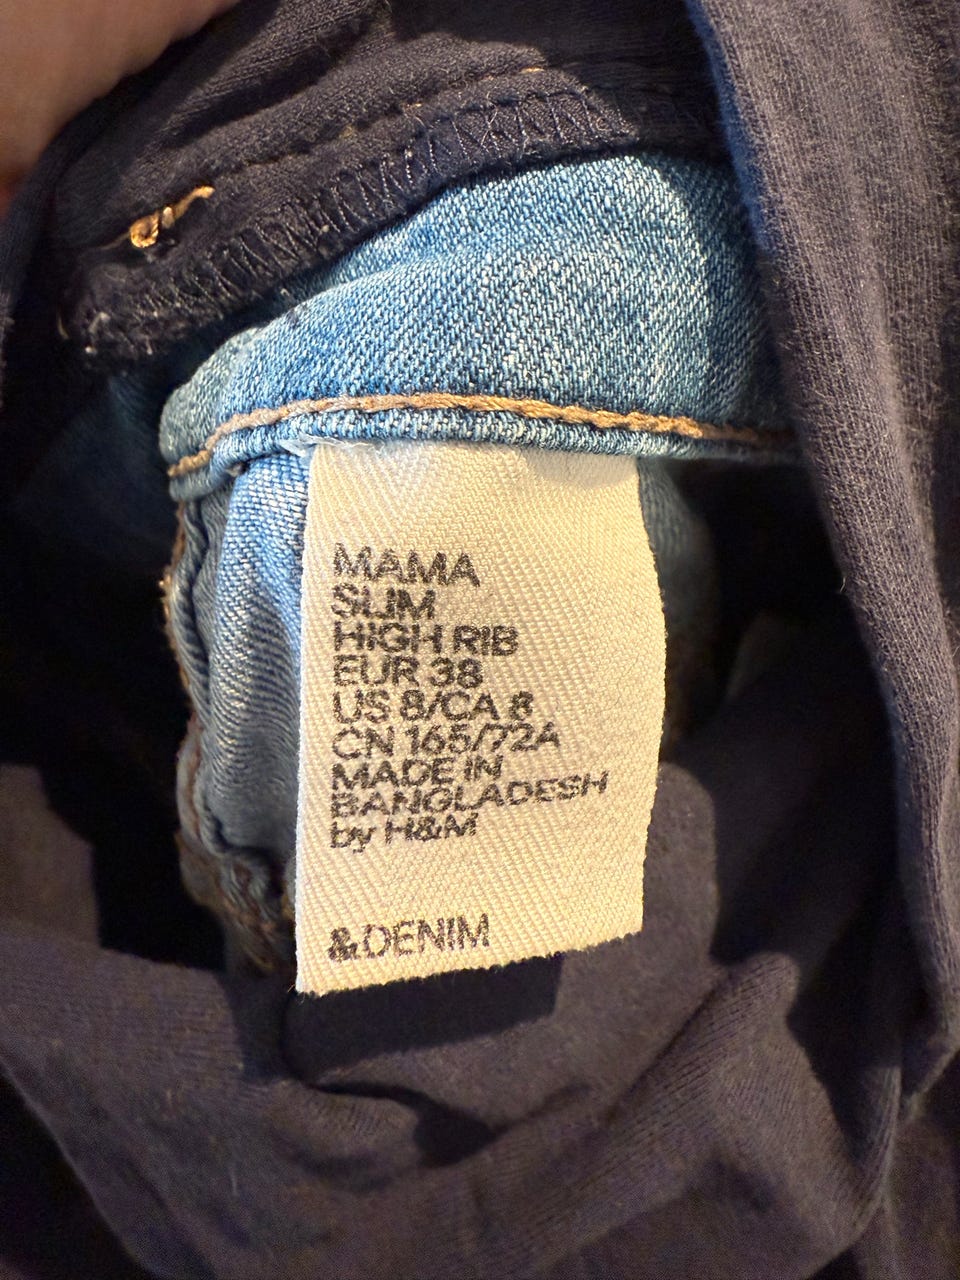 MAMA
SLIM
HIGH RIB
EUR 38
US 8/CA 8
CN 165/72A
MADE IN
BANGLADESH
by H&M
&DENIM